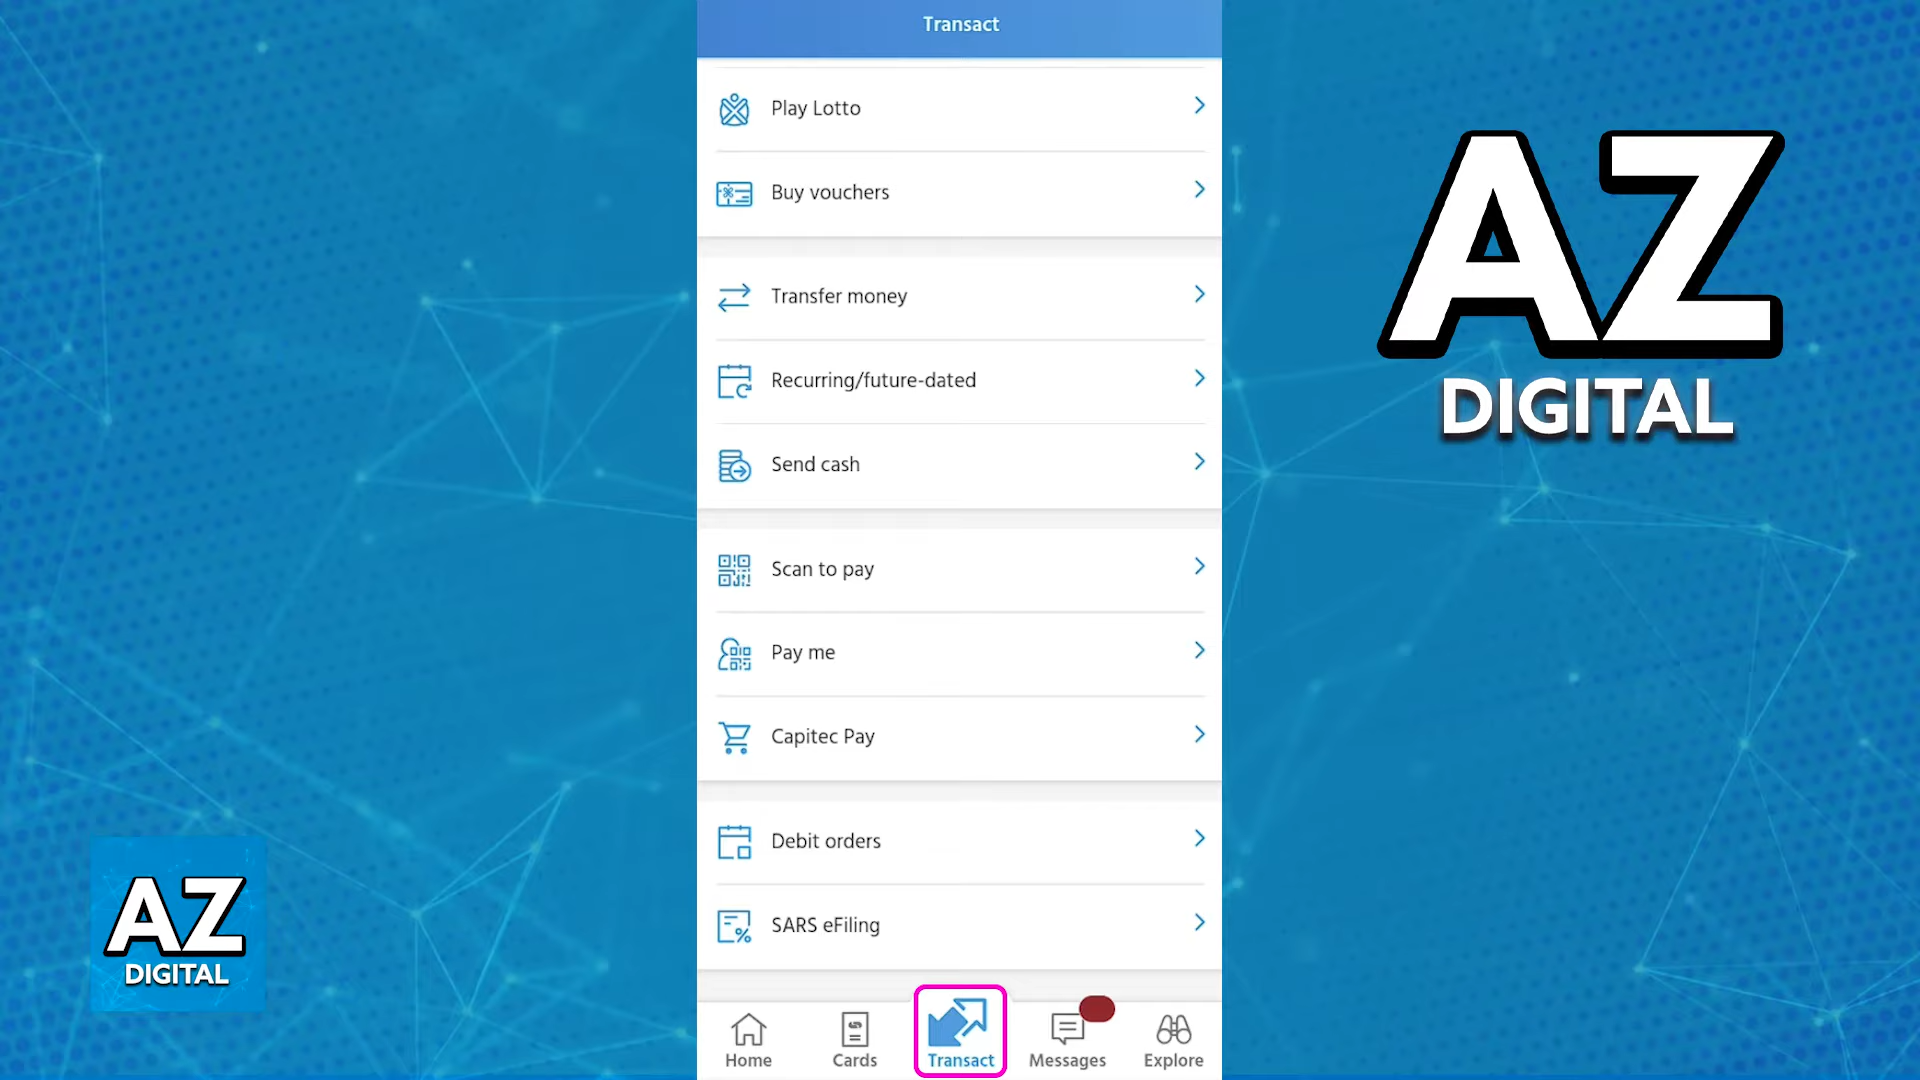 Transact
Play Lotto
Buy vouchers
Transfer money
Recurring/future-dated
Send cash
Scan to pay
Pay me
Capitec Pay
Debit orders
SARS eFiling
Home
Cards
Transact
Messages
Explore
AZ
DIGITAL
AZ
DIGITAL